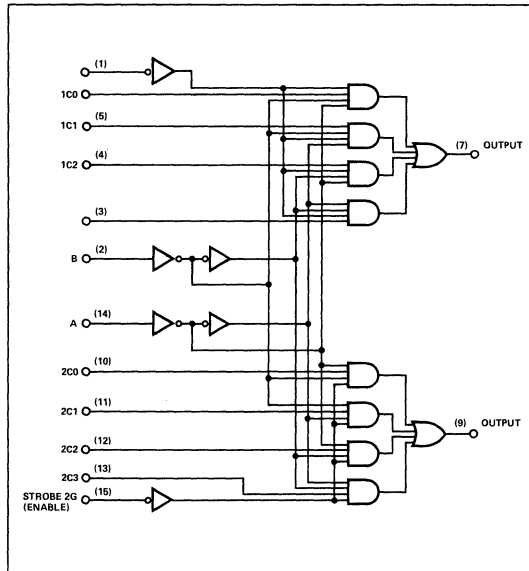 (1)
1C0
(5)
1C1
(4)
1C2
(7) OUTPUT
(3)
B (2)
A (14)
2C0 (10)
2C1 (11)
2C2 (12)
(9) OUTPUT
2C3 (13)
STROBE 2G (15)
(ENABLE)